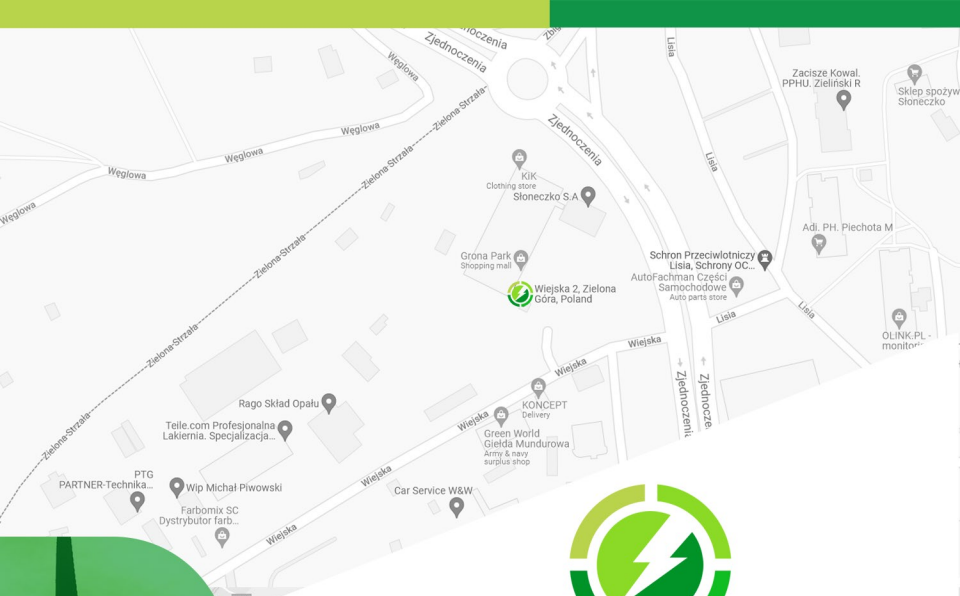 Zjednoczenia
Zjednoczenia
Węglowa
Lisia
Zacisze Kowal.
PPHU. Zieliński R
Sklep spożyw
Słoneczko
Zielona Strzała
Węglowa
Zjednoczenia
Węglowa
Zielona Strzała
Lisia
Węglowa
KiK
Clothing store
Słoneczko S.A
Węglowa
Adi. PH. Piechota M
Zielona Strzała
Grona Park
Shopping mall
Schron Przeciwlotniczy
Lisia, Schrony OC...
AutoFachman Części
Samochodowe
Auto parts store
Wiejska 2, Zielona
Góra, Poland
Lisia
Lisia
Zielona Strzała
Wiejska
OLINK.PL -
monitori
Wiejska
Zjednoczenia
Zjednocze
Rago Skład Opału
KONCEPT
Delivery
Wiejska
Teile.com Profesjonalna
Lakiernia. Specjalizacja...
Green World
Giełda Mundurowa
Army & navy
surplus shop
Zielona Strzała
Wiejska
PTG
PARTNER-Technika...
Wip Michał Piwowski
Car Service W&W
Farbomix SC
Dystrybutor farb...
Wiejska